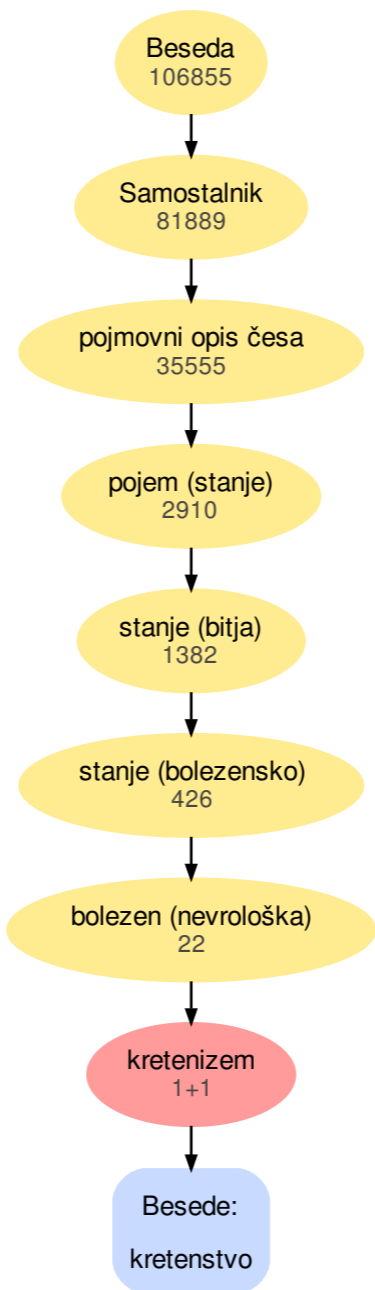 Beseda
106855
Samostalnik
81889
pojmovni opis česa
35555
pojem (stanje)
2910
stanje (bitja)
1382
stanje (bolezensko)
426
bolezen (nevrološka)
22
kretenizem
1+1
Besede:
kretenstvo